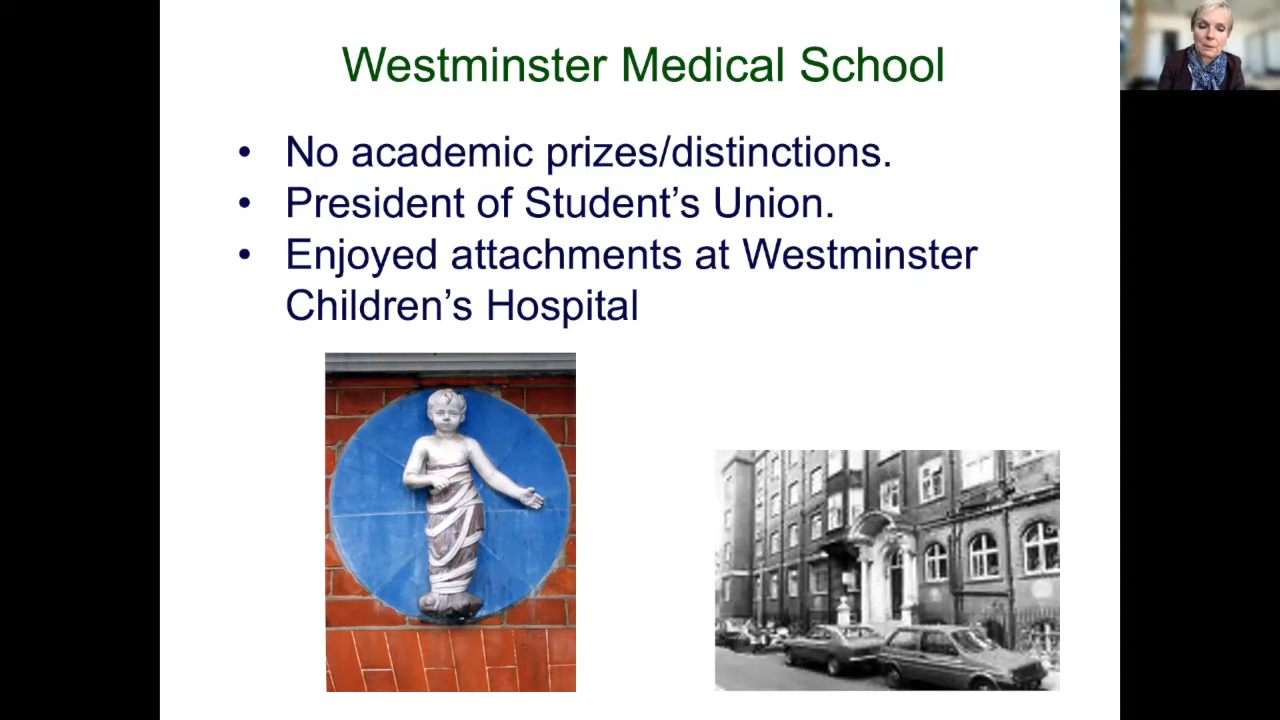 Westminster Medical School
• No academic prizes/distinctions.
• President of Student’s Union.
• Enjoyed attachments at Westminster
Children’s Hospital